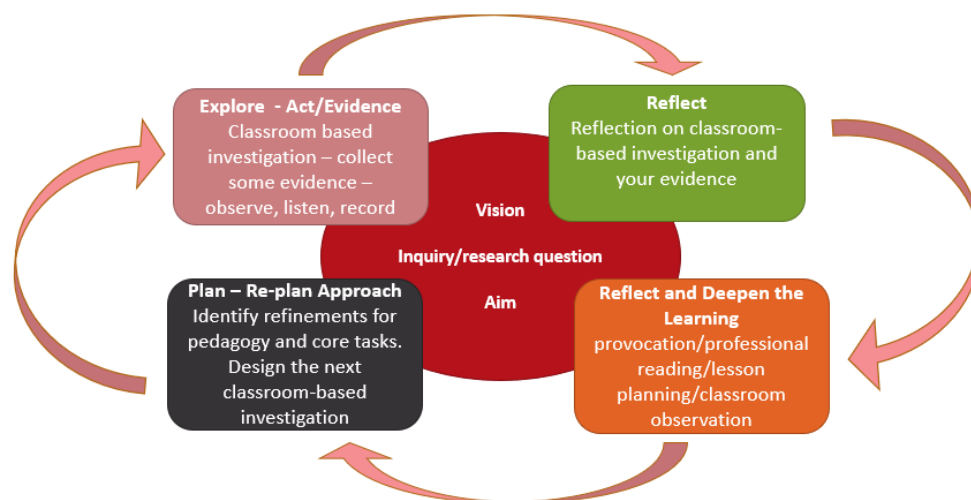 Explore - Act/Evidence
Classroom based
investigation – collect
some evidence –
observe, listen, record
Reflect
Reflection on classroom-
based investigation and
your evidence
Vision
Inquiry/research question
Aim
Plan – Re-plan Approach
Identify refinements for
pedagogy and core tasks.
Design the next
classroom-based
investigation
Reflect and Deepen the
Learning
provocation/professional
reading/lesson
planning/classroom
observation